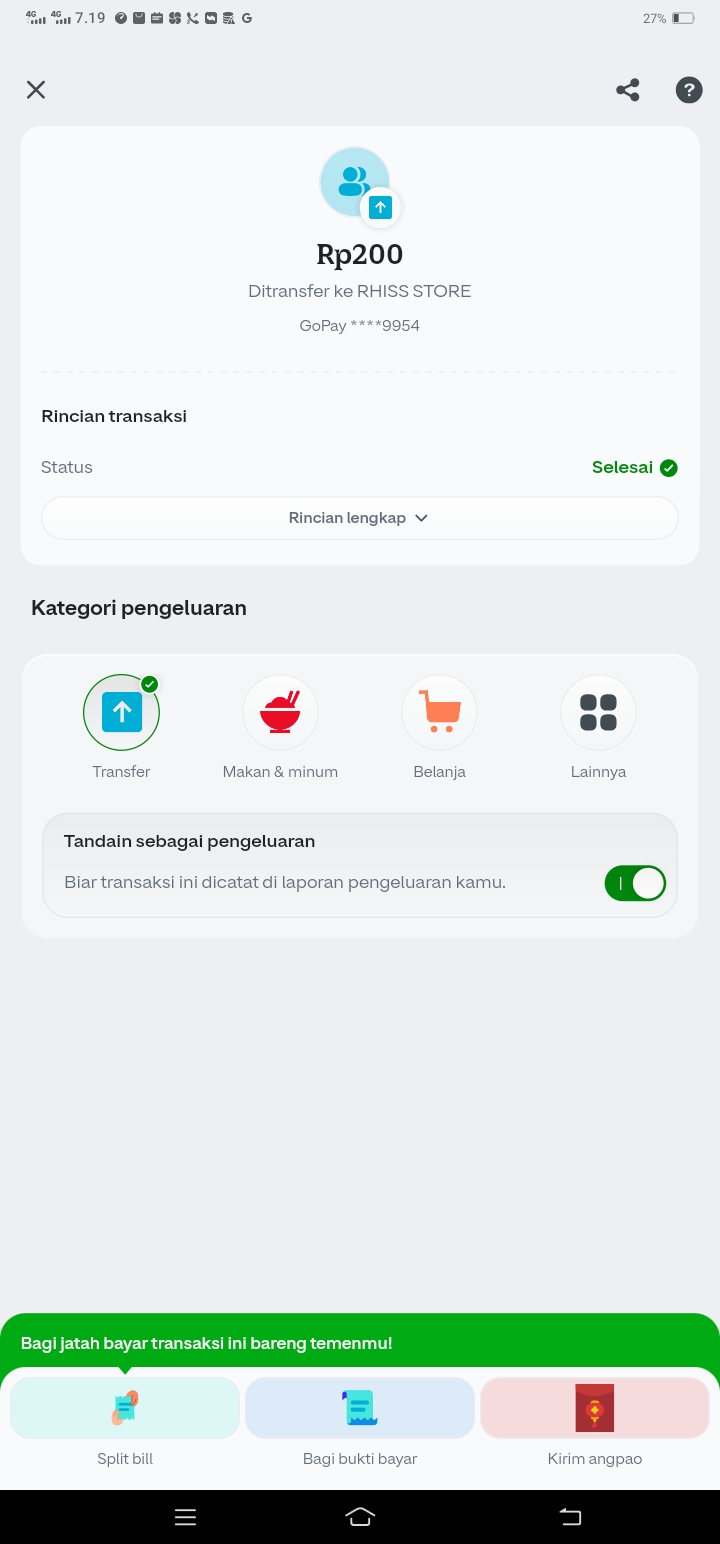 4G 4G 7.19 G 27%
?
Rp200
Ditransfer ke RHISS STORE
GoPay ****9954
Rincian transaksi
Status Selesai
Rincian lengkap
Kategori pengeluaran
Transfer Makan & minum Belanja Lainnya
Tandain sebagai pengeluaran
Biar transaksi ini dicatat di laporan pengeluaran kamu.
Bagi jatah bayar transaksi ini bareng temenmu!
Split bill Bagi bukti bayar Kirim angpao